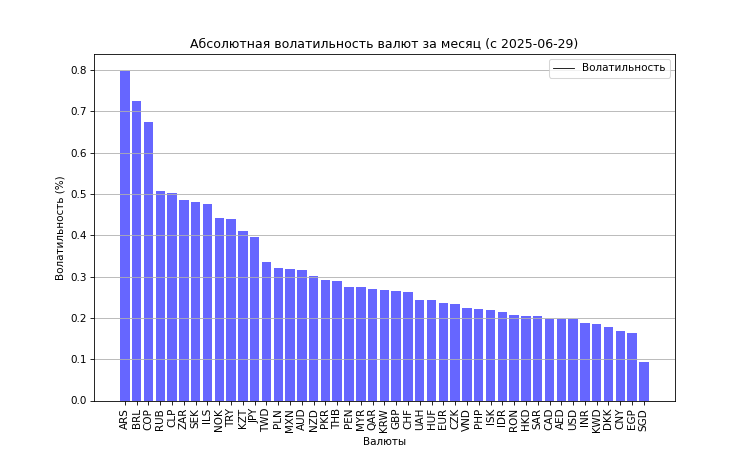 Абсолютная волатильность валют за месяц (с 2025-06-29)
Волатильность
Волатильность (%)
0.8
0.7
0.6
0.5
0.4
0.3
0.2
0.1
0.0
ARS
BRL
COP
RUB
CLP
ZAR
SEK
ILS
NOK
TRY
KZT
JPY
TWD
PLN
MXN
AUD
NZD
PKR
THB
PEN
MYR
QAR
KRW
GBP
CHF
UAH
HUF
EUR
CZK
VND
PHP
ISK
IDR
RON
HKD
SAR
CAD
AED
USD
INR
KWD
DKK
CNY
EGP
SGD
Валюты